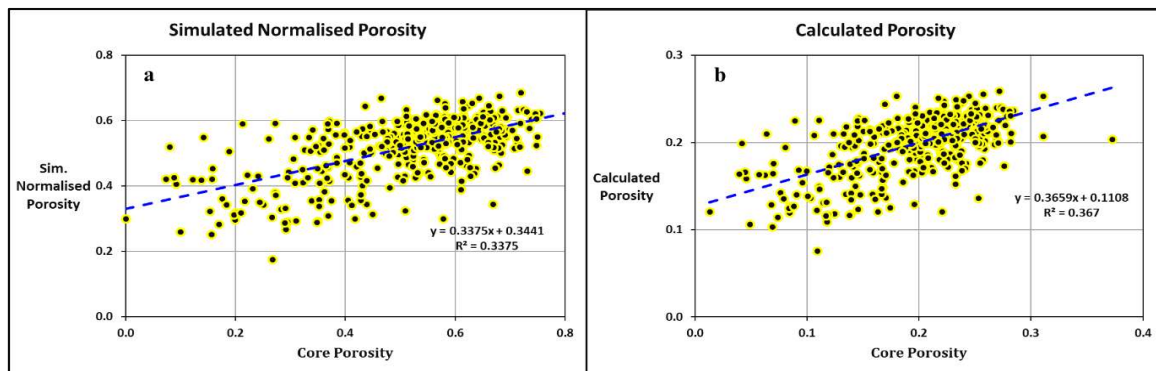 Simulated Normalised Porosity
a
0.8
0.6
Sim.
Normalised
Porosity
0.4
0.2
0.0
y = 0.3375x + 0.3441
R² = 0.3375
0.0 0.2 0.4 0.6 0.8
Core Porosity
Calculated Porosity
b
0.3
0.2
Calculated
Porosity
0.1
0.0
y = 0.3659x + 0.1108
R² = 0.367
0.0 0.1 0.2 0.3 0.4
Core Porosity